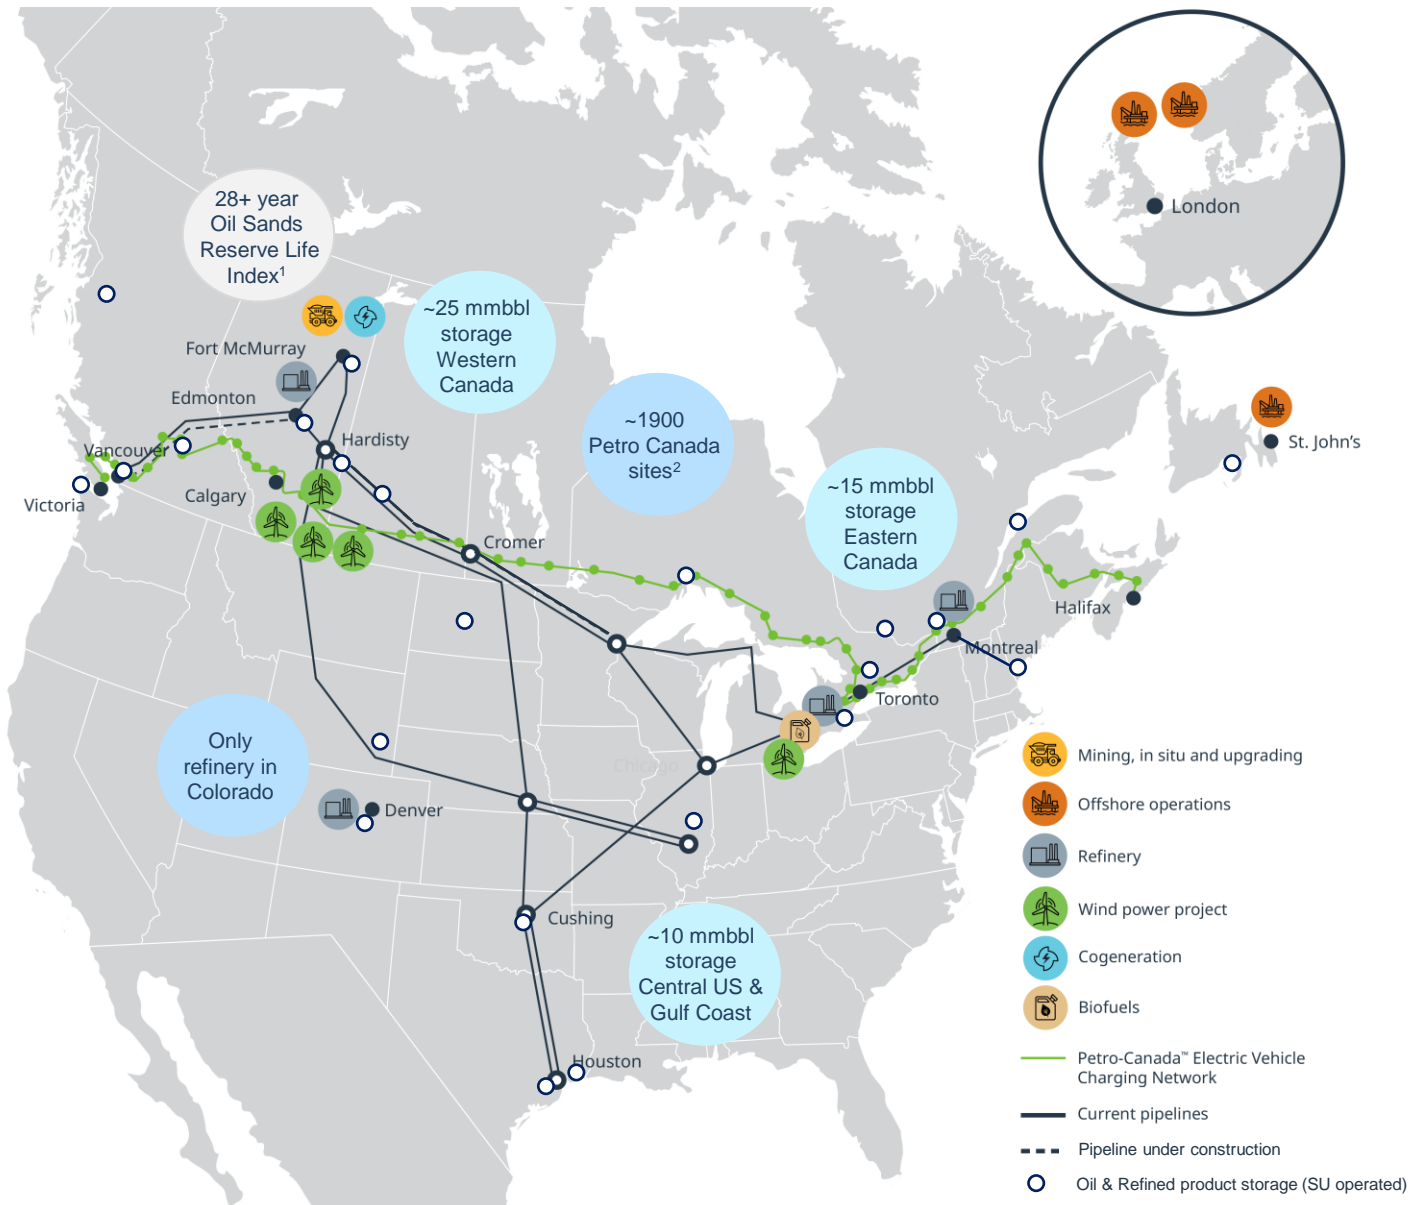 London
28+ year
Oil Sands
Reserve Life
Index¹
~25 mmbbl
storage
Western
Canada
Fort McMurray
Edmonton
~1900
Petro Canada
sites²
Hardisty
Vancouver
St. John's
Calgary
Victoria
~15 mmbbl
storage
Eastern
Canada
Cromer
Halifax
Montreal
Toronto
Only
refinery in
Colorado
Chicago
Denver
Cushing
~10 mmbbl
storage
Central US &
Gulf Coast
Houston
Mining, in situ and upgrading
Offshore operations
Refinery
Wind power project
Cogeneration
Biofuels
Petro-Canada™ Electric Vehicle
Charging Network
Current pipelines
Pipeline under construction
Oil & Refined product storage (SU operated)